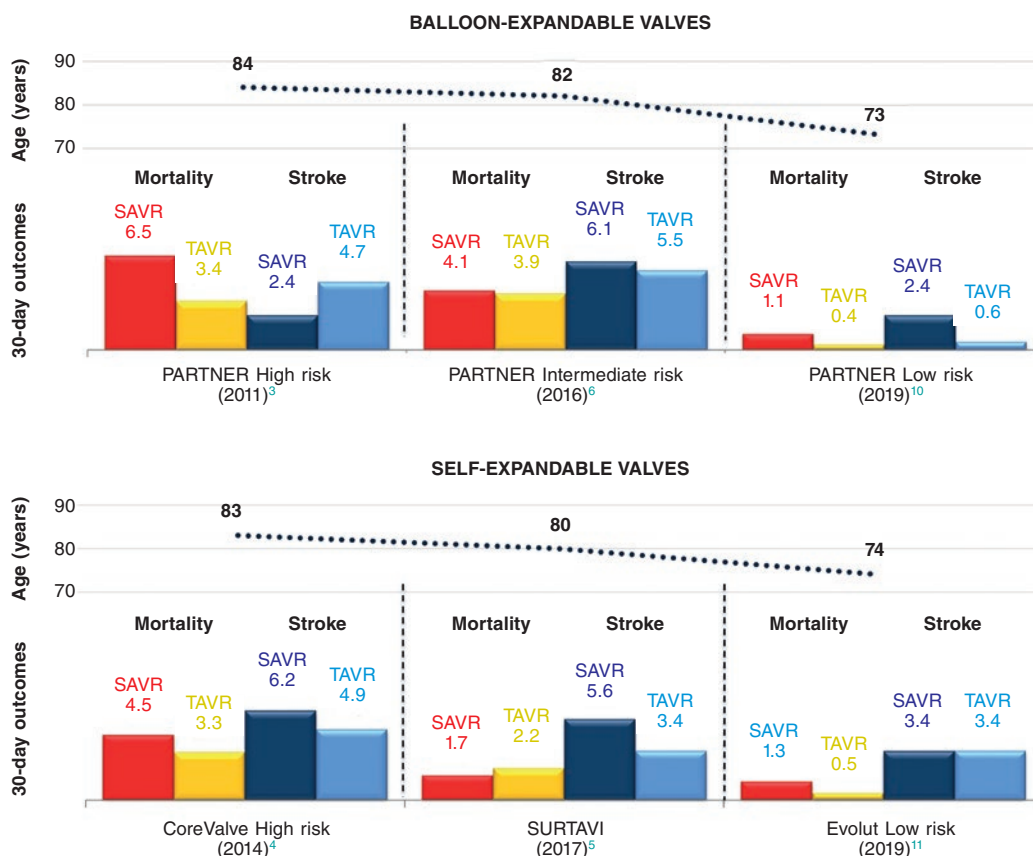 BALLOON-EXPANDABLE VALVES
Age (years)
90
80
70
84
82
73
30-day outcomes
Mortality
Stroke
Mortality
Stroke
Mortality
Stroke
SAVR
6.5
TAVR
3.4
SAVR
2.4
TAVR
4.7
SAVR
4.1
TAVR
3.9
SAVR
6.1
TAVR
5.5
SAVR
1.1
TAVR
0.4
SAVR
2.4
TAVR
0.6
PARTNER High risk
(2011)3
PARTNER Intermediate risk
(2016)6
PARTNER Low risk
(2019)10
SELF-EXPANDABLE VALVES
Age (years)
90
80
70
83
80
74
30-day outcomes
Mortality
Stroke
Mortality
Stroke
Mortality
Stroke
SAVR
4.5
TAVR
3.3
SAVR
6.2
TAVR
4.9
SAVR
1.7
TAVR
2.2
SAVR
5.6
TAVR
3.4
SAVR
1.3
TAVR
0.5
SAVR
3.4
TAVR
3.4
CoreValve High risk
(2014)4
SURTAVI
(2017)5
Evolut Low risk
(2019)11